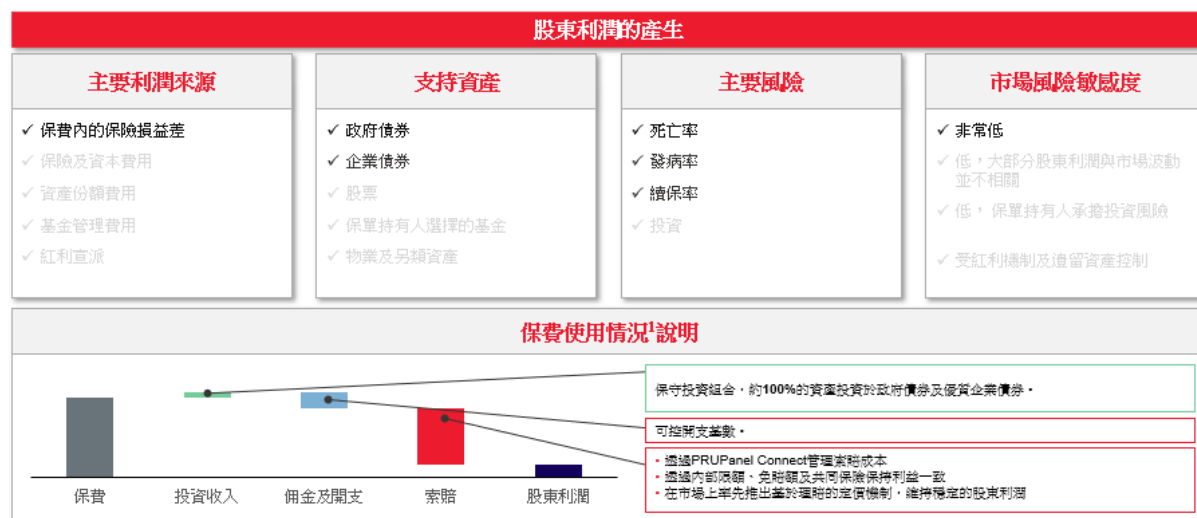 股東利潤的產生
主要利潤來源
✓ 保費內的保險損益差
✓ 保險及資本費用
✓ 資產份額費用
✓ 基金管理費用
✓ 紅利宣派
支持資產
✓ 政府債券
✓ 企業債券
✓ 股票
✓ 保單持有人選擇的基金
✓ 物業及另類資產
主要風險
✓ 死亡率
✓ 發病率
✓ 續保率
✓ 投資
市場風險敏感度
✓ 非常低
✓ 低，大部分股東利潤與市場波動
並不相關
✓ 低， 保單持有人承擔投資風險
✓ 受紅利機制及遺留資產控制
保費使用情況¹說明
保守投資組合，約100%的資產投資於政府債券及優質企業債券。
可控開支基數。
• 透過PRUPanel Connect管理索賠成本
• 透過內部限額、免賠額及共同保險保持利益一致
• 在市場上率先推出基於理賠的定價機制，維持穩定的股東利潤
保費
投資收入
佣金及開支
索賠
股東利潤